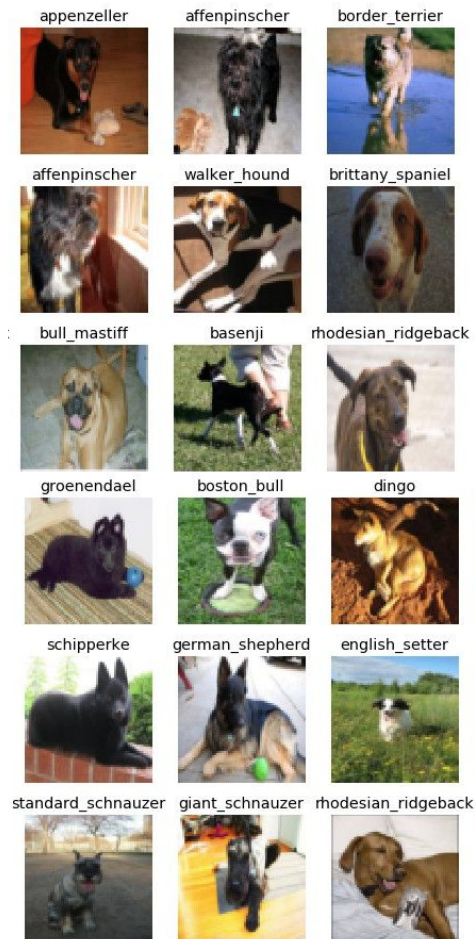 appenzeller affenpinscher border_terrier
affenpinscher walker_hound brittany_spaniel
bull_mastiff basenji rhodesian_ridgeback
groenendael boston_bull dingo
schipperke german_shepherd english_setter
standard_schnauzer giant_schnauzer rhodesian_ridgeback